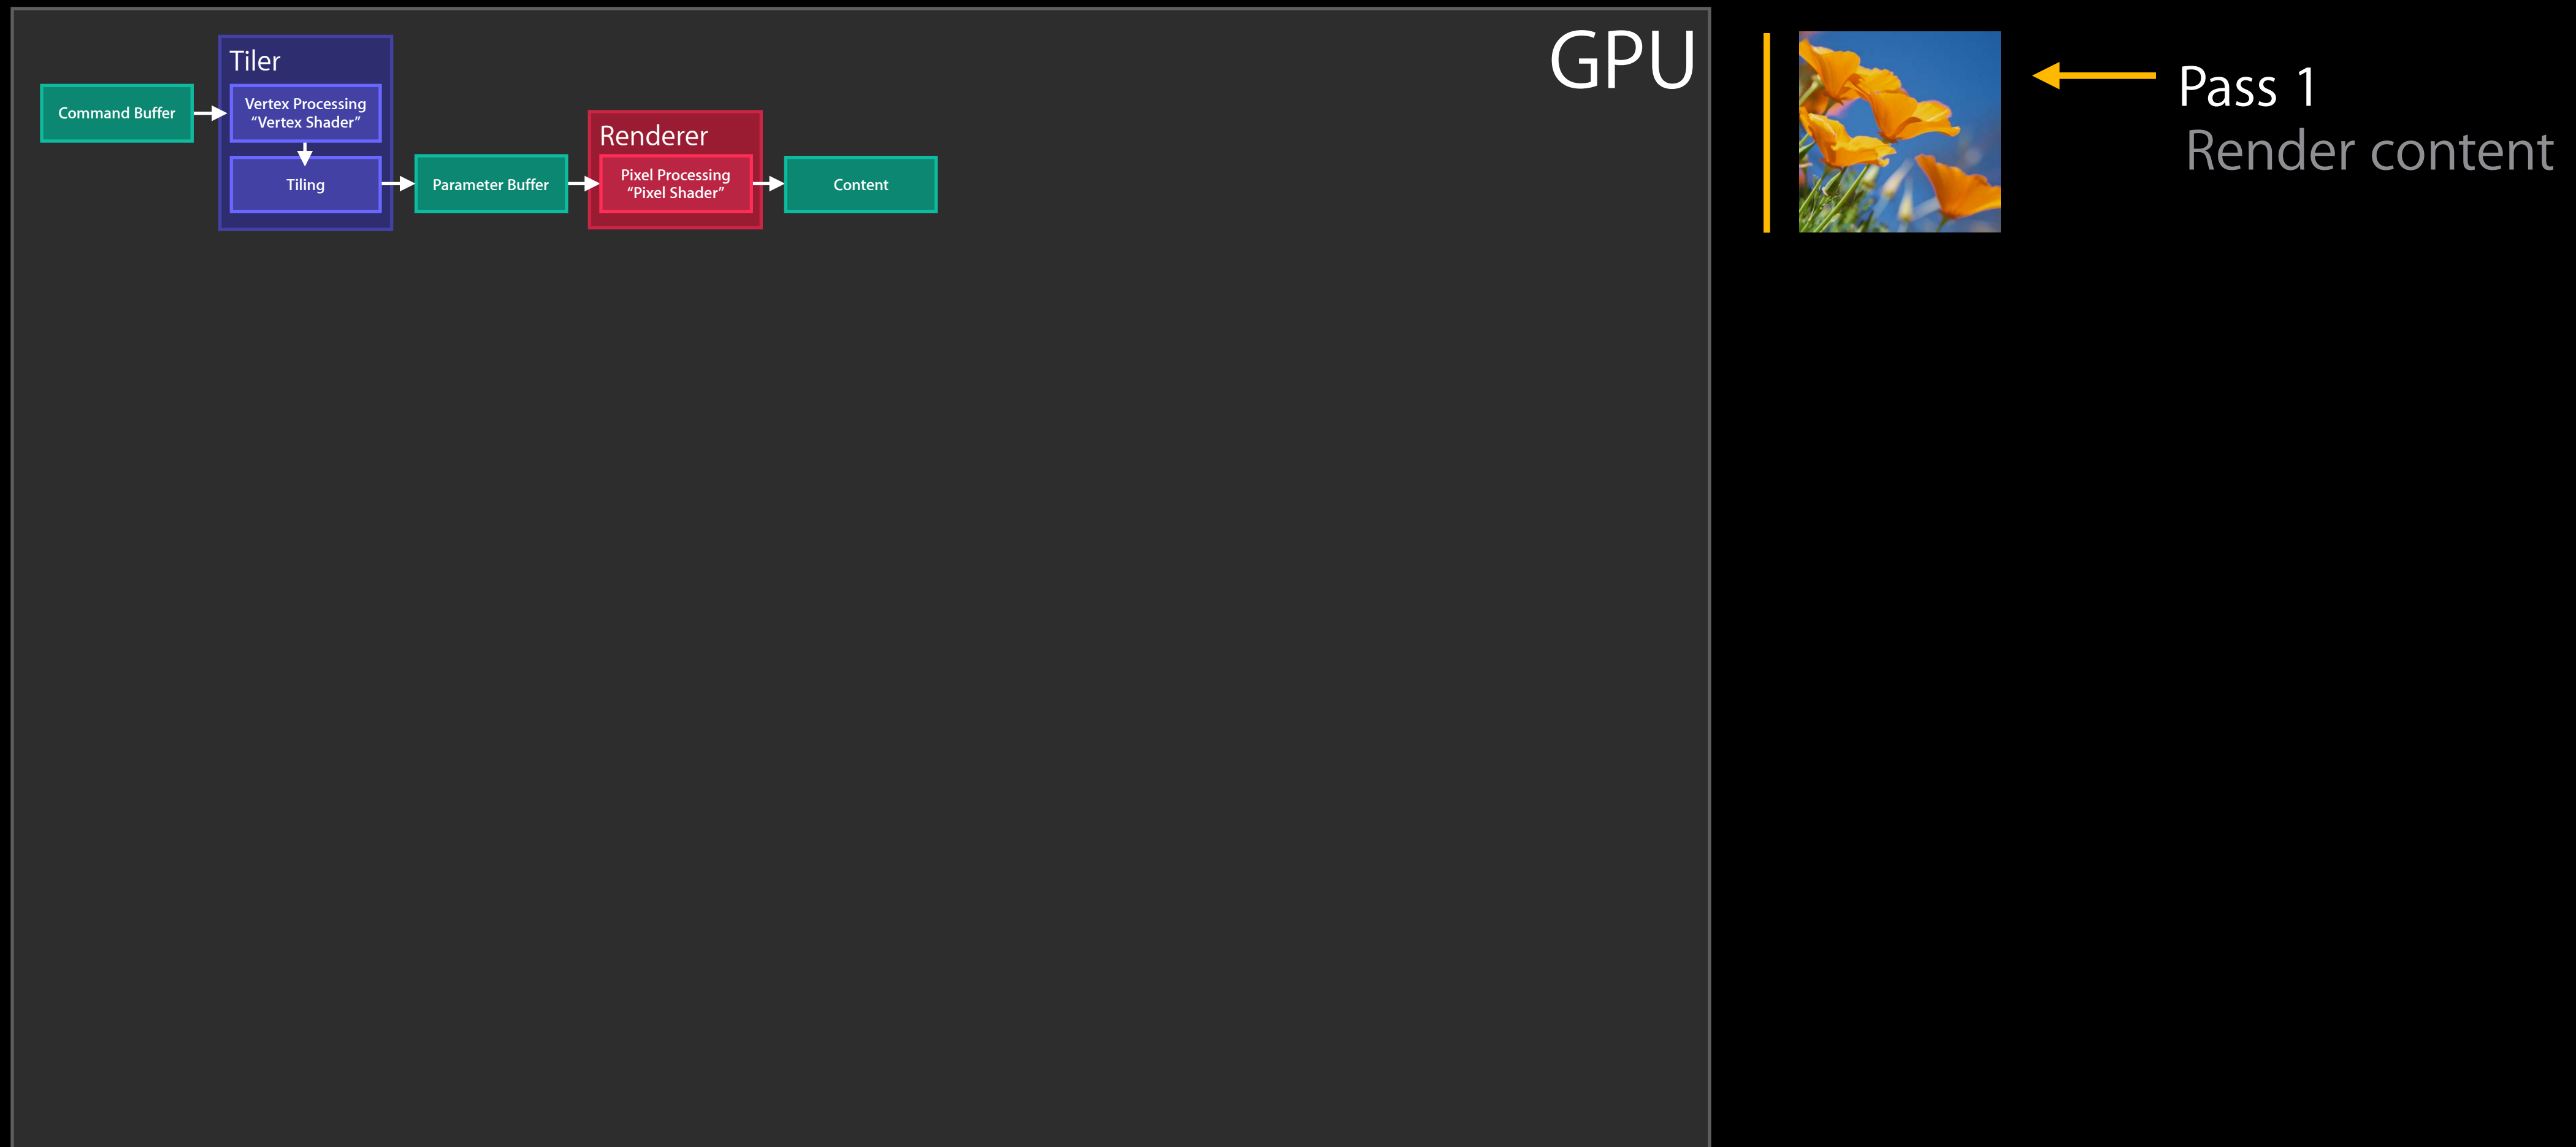 GPU
Tiler
Command Buffer
Vertex Processing
“Vertex Shader”
Tiling
Parameter Buffer
Renderer
Pixel Processing
“Pixel Shader”
Content
Pass 1
Render content